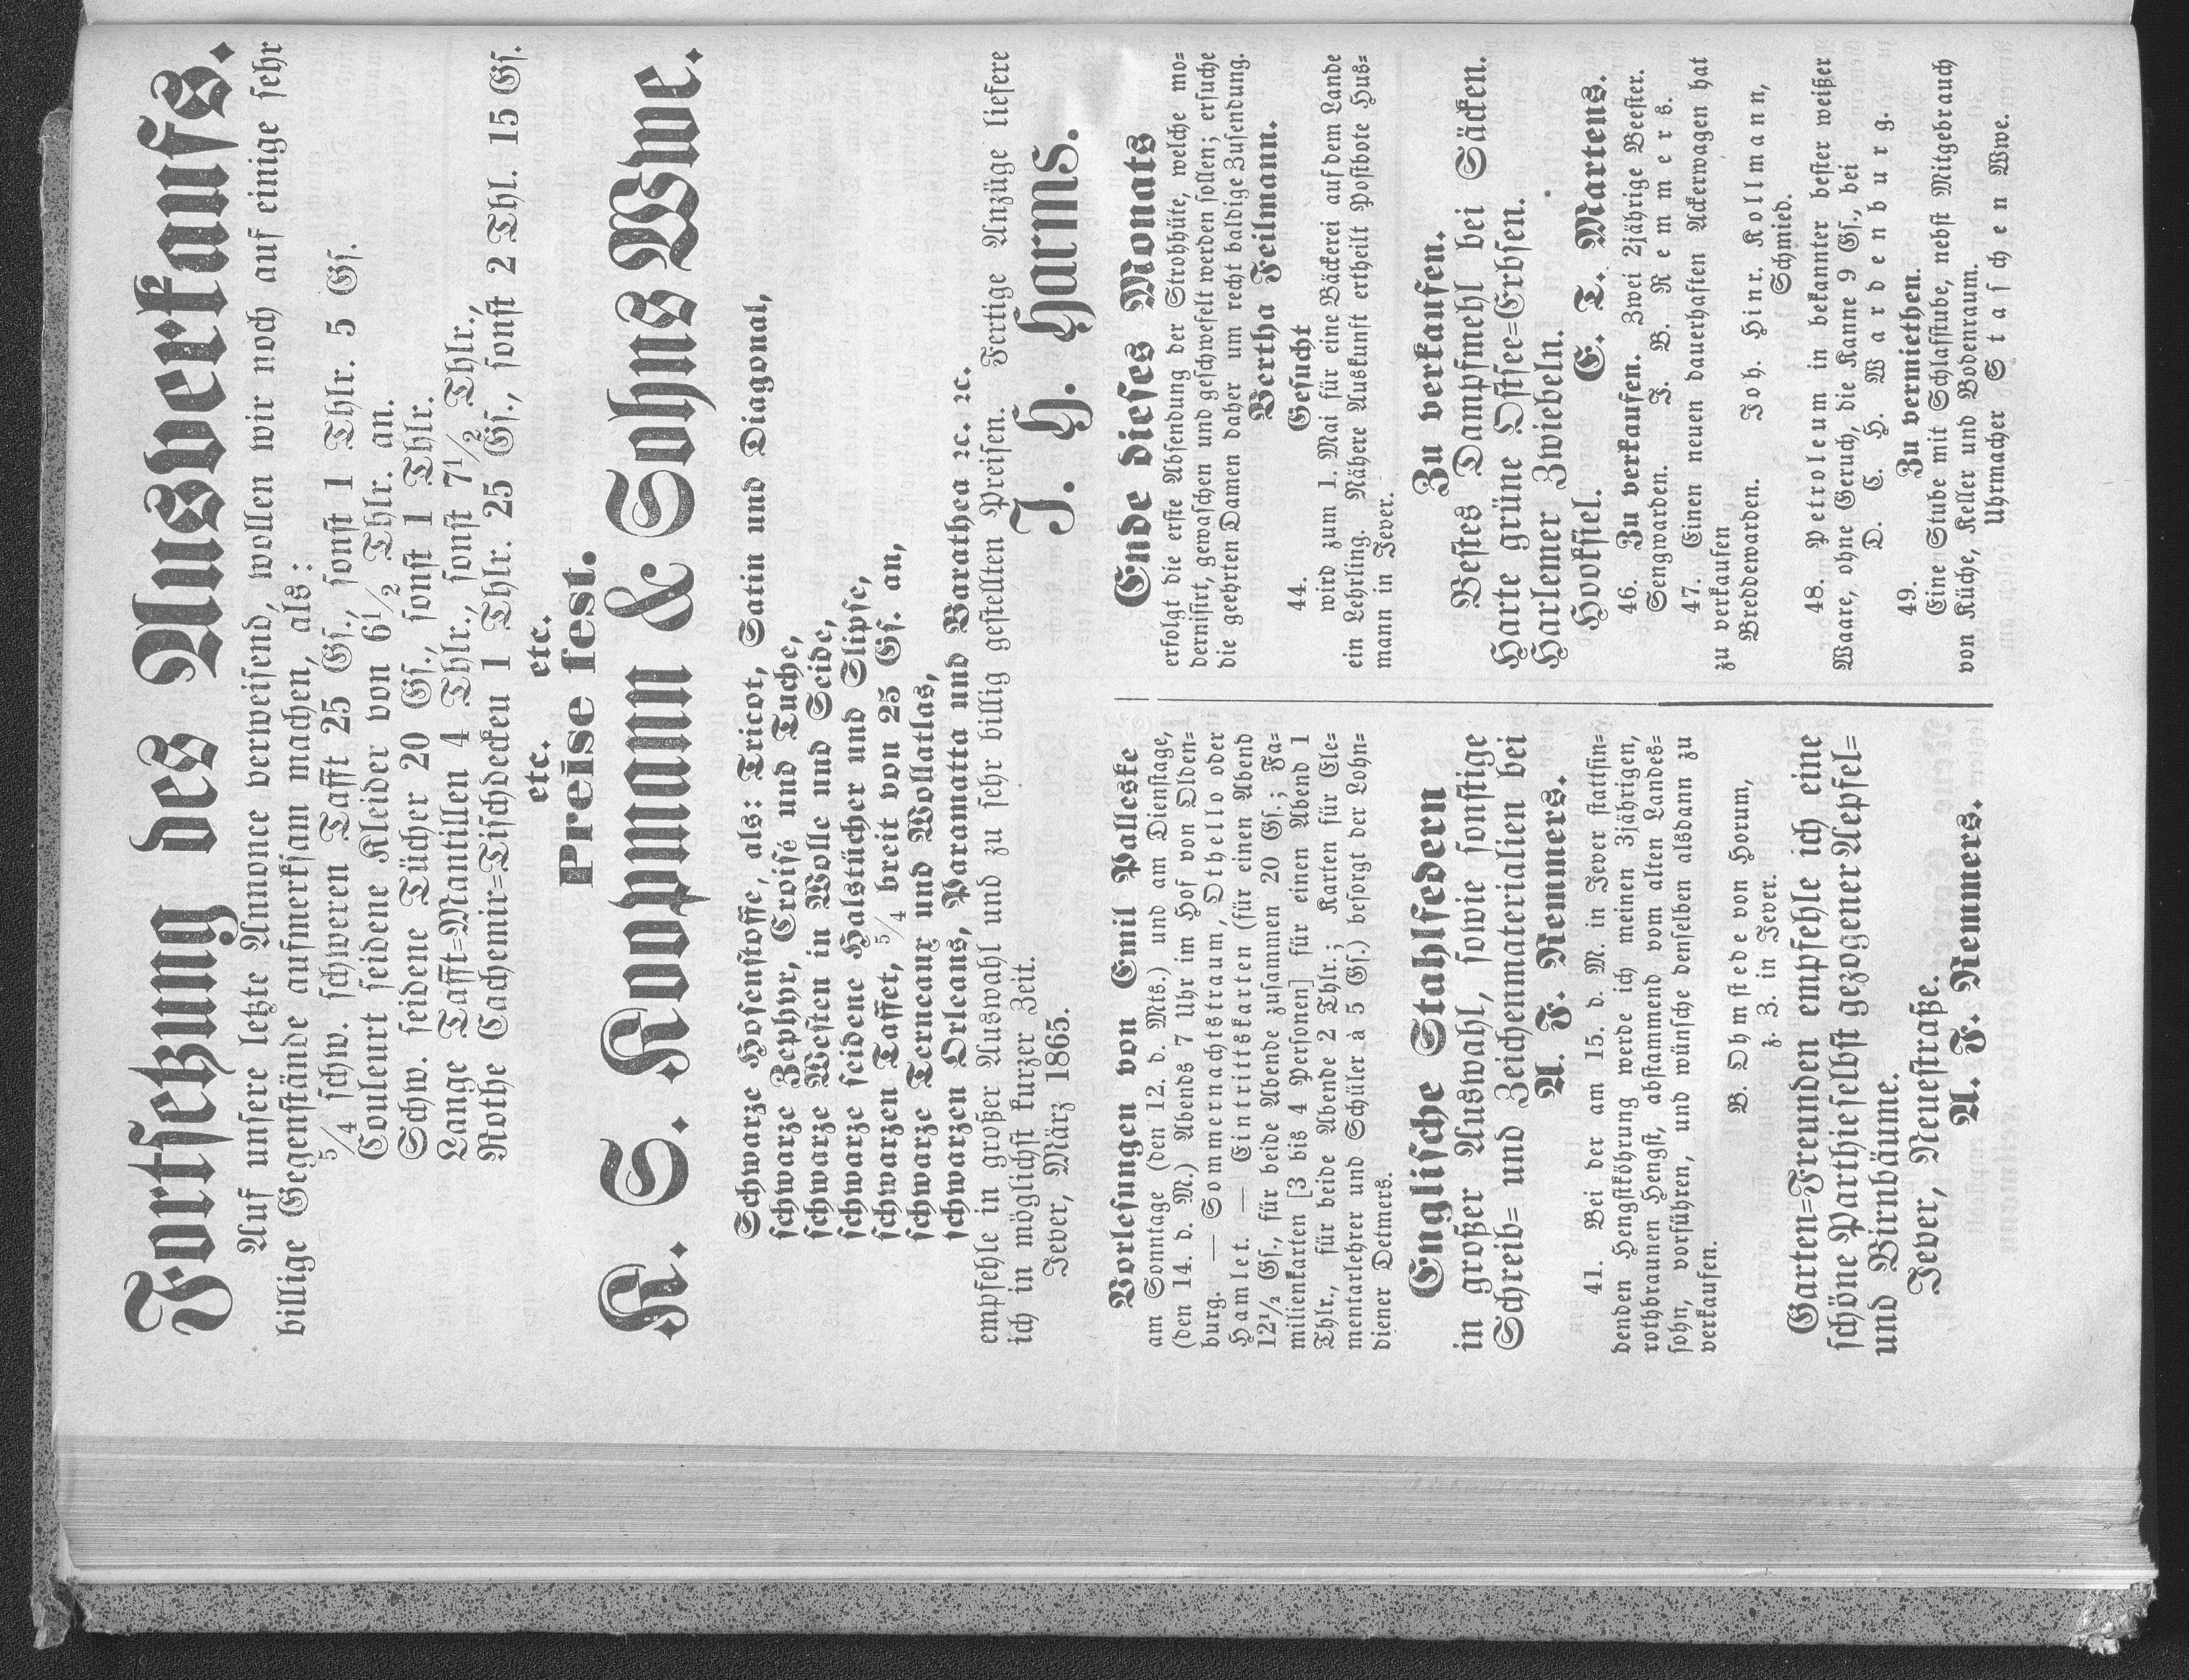 Fortsetzung des Ausverkaufs.
Auf unsere letzte Annonce verweisend, wollen wir noch auf einige sehr
billige Gegenstände aufmerksam machen, als:
5/4 schw. schweren Tafft 25 Gs., sonst 1 Thlr. 5 Gs.
Couleurt seidene Kleider von 6 1/2 Thlr. an.
Schw. seidene Tücher 20 Gs., sonst 1 Thlr.
Lange Tafft=Mantillen 4 Thlr., sonst 7 1/2 Thlr.,
Rothe Cachemir=Tischdecken 1 Thlr. 25 Gs., sonst 2 Thl. 15 Gs.
etc. etc.
Preise fest.
K. S. Koopmann & Sohns Wwe.
Schwarze Hosenstoffe, als: Tricot, Satin und Diagonal,
schwarze Zephyr, Croisé und Tuche,
schwarze Westen in Wolle und Seide,
schwarze seidene Halstücher und Slipse,
schwarzen Taffet, 5/4 breit von 25 Gs. an,
schwarze Terneaux und Wollatlas,
schwarzen Orleans, Paramatta und Barathea ꝛc. ꝛc.
empfehle in großer Auswahl und zu sehr billig gestellten Preisen. Fertige Anzüge liefere
ich in möglichst kurzer Zeit.
Jever, März 1865.
J. H. Harms.
Vorlesungen von Emil Palleske
am Sonntage (den 12. d. Mts.) und am Dienstage,
(den 14. d. M.) Abends 7 Uhr im Hof von Olden=
burg. — Sommernachtstraum, Othello oder
Hamlet. — Eintrittskarten (für einen Abend
12 1/2 Gs., für beide Abende zusammen 20 Gs.; Fa=
milienkarten [3 bis 4 Personen] für einen Abend 1
Thlr., für beide Abende 2 Thlr.; Karten für Ele=
mentarlehrer und Schüler à 5 Gs.) besorgt der Lohn=
diener Detmers.
Englische Stahlfedern
in großer Auswahl, sowie sonstige
Schreib= und Zeichenmaterialien bei
A. F. Remmers.
41. Bei der am 15. d. M. in Jever stattfin=
denden Hengstköhrung werde ich meinen 3jährigen,
rothbraunen Hengst, abstammend vom alten Landes=
sohn, vorführen, und wünsche denselben alsdann zu
verkaufen.
B. Ohmstede von Horum,
z. Z. in Jever.
Garten=Freunden empfehle ich eine
schöne Parthie selbst gezogener Aepfel=
und Birnbäume.
Jever, Neuestraße.
A. F. Remmers.
Ende dieses Monats
erfolgt die erste Absendung der Strohhüte, welche mo=
dernisirt, gewaschen und geschwefelt werden sollen; ersuche
die geehrten Damen daher um recht baldige Zusendung.
Bertha Feilmann.
44. Gesucht
wird zum 1. Mai für eine Bäckerei auf dem Lande
ein Lehrling. Nähere Auskunft ertheilt Postbote Hus=
mann in Jever.
Zu verkaufen.
Bestes Dampfmehl bei Säcken.
Harte grüne Ostsee=Erbsen.
Harlemer Zwiebeln.
Hooksiel. E. T. Martens.
46. Zu verkaufen. Zwei 2jährige Beester.
Sengwarden. J. B. Remmers.
47. Einen neuen dauerhaften Ackerwagen hat
zu verkaufen
Breddewarden. Joh. Hinr. Kollmann,
Schmied.
48. Petroleum in bekannter bester weißer
Waare, ohne Geruch, die Kanne 9 Gs., bei
D. C. H. Wardenburg.
49. Zu vermiethen.
Eine Stube mit Schlafstube, nebst Mitgebrauch
von Küche, Keller und Bodenraum.
Uhrmacher Staschen Wwe.